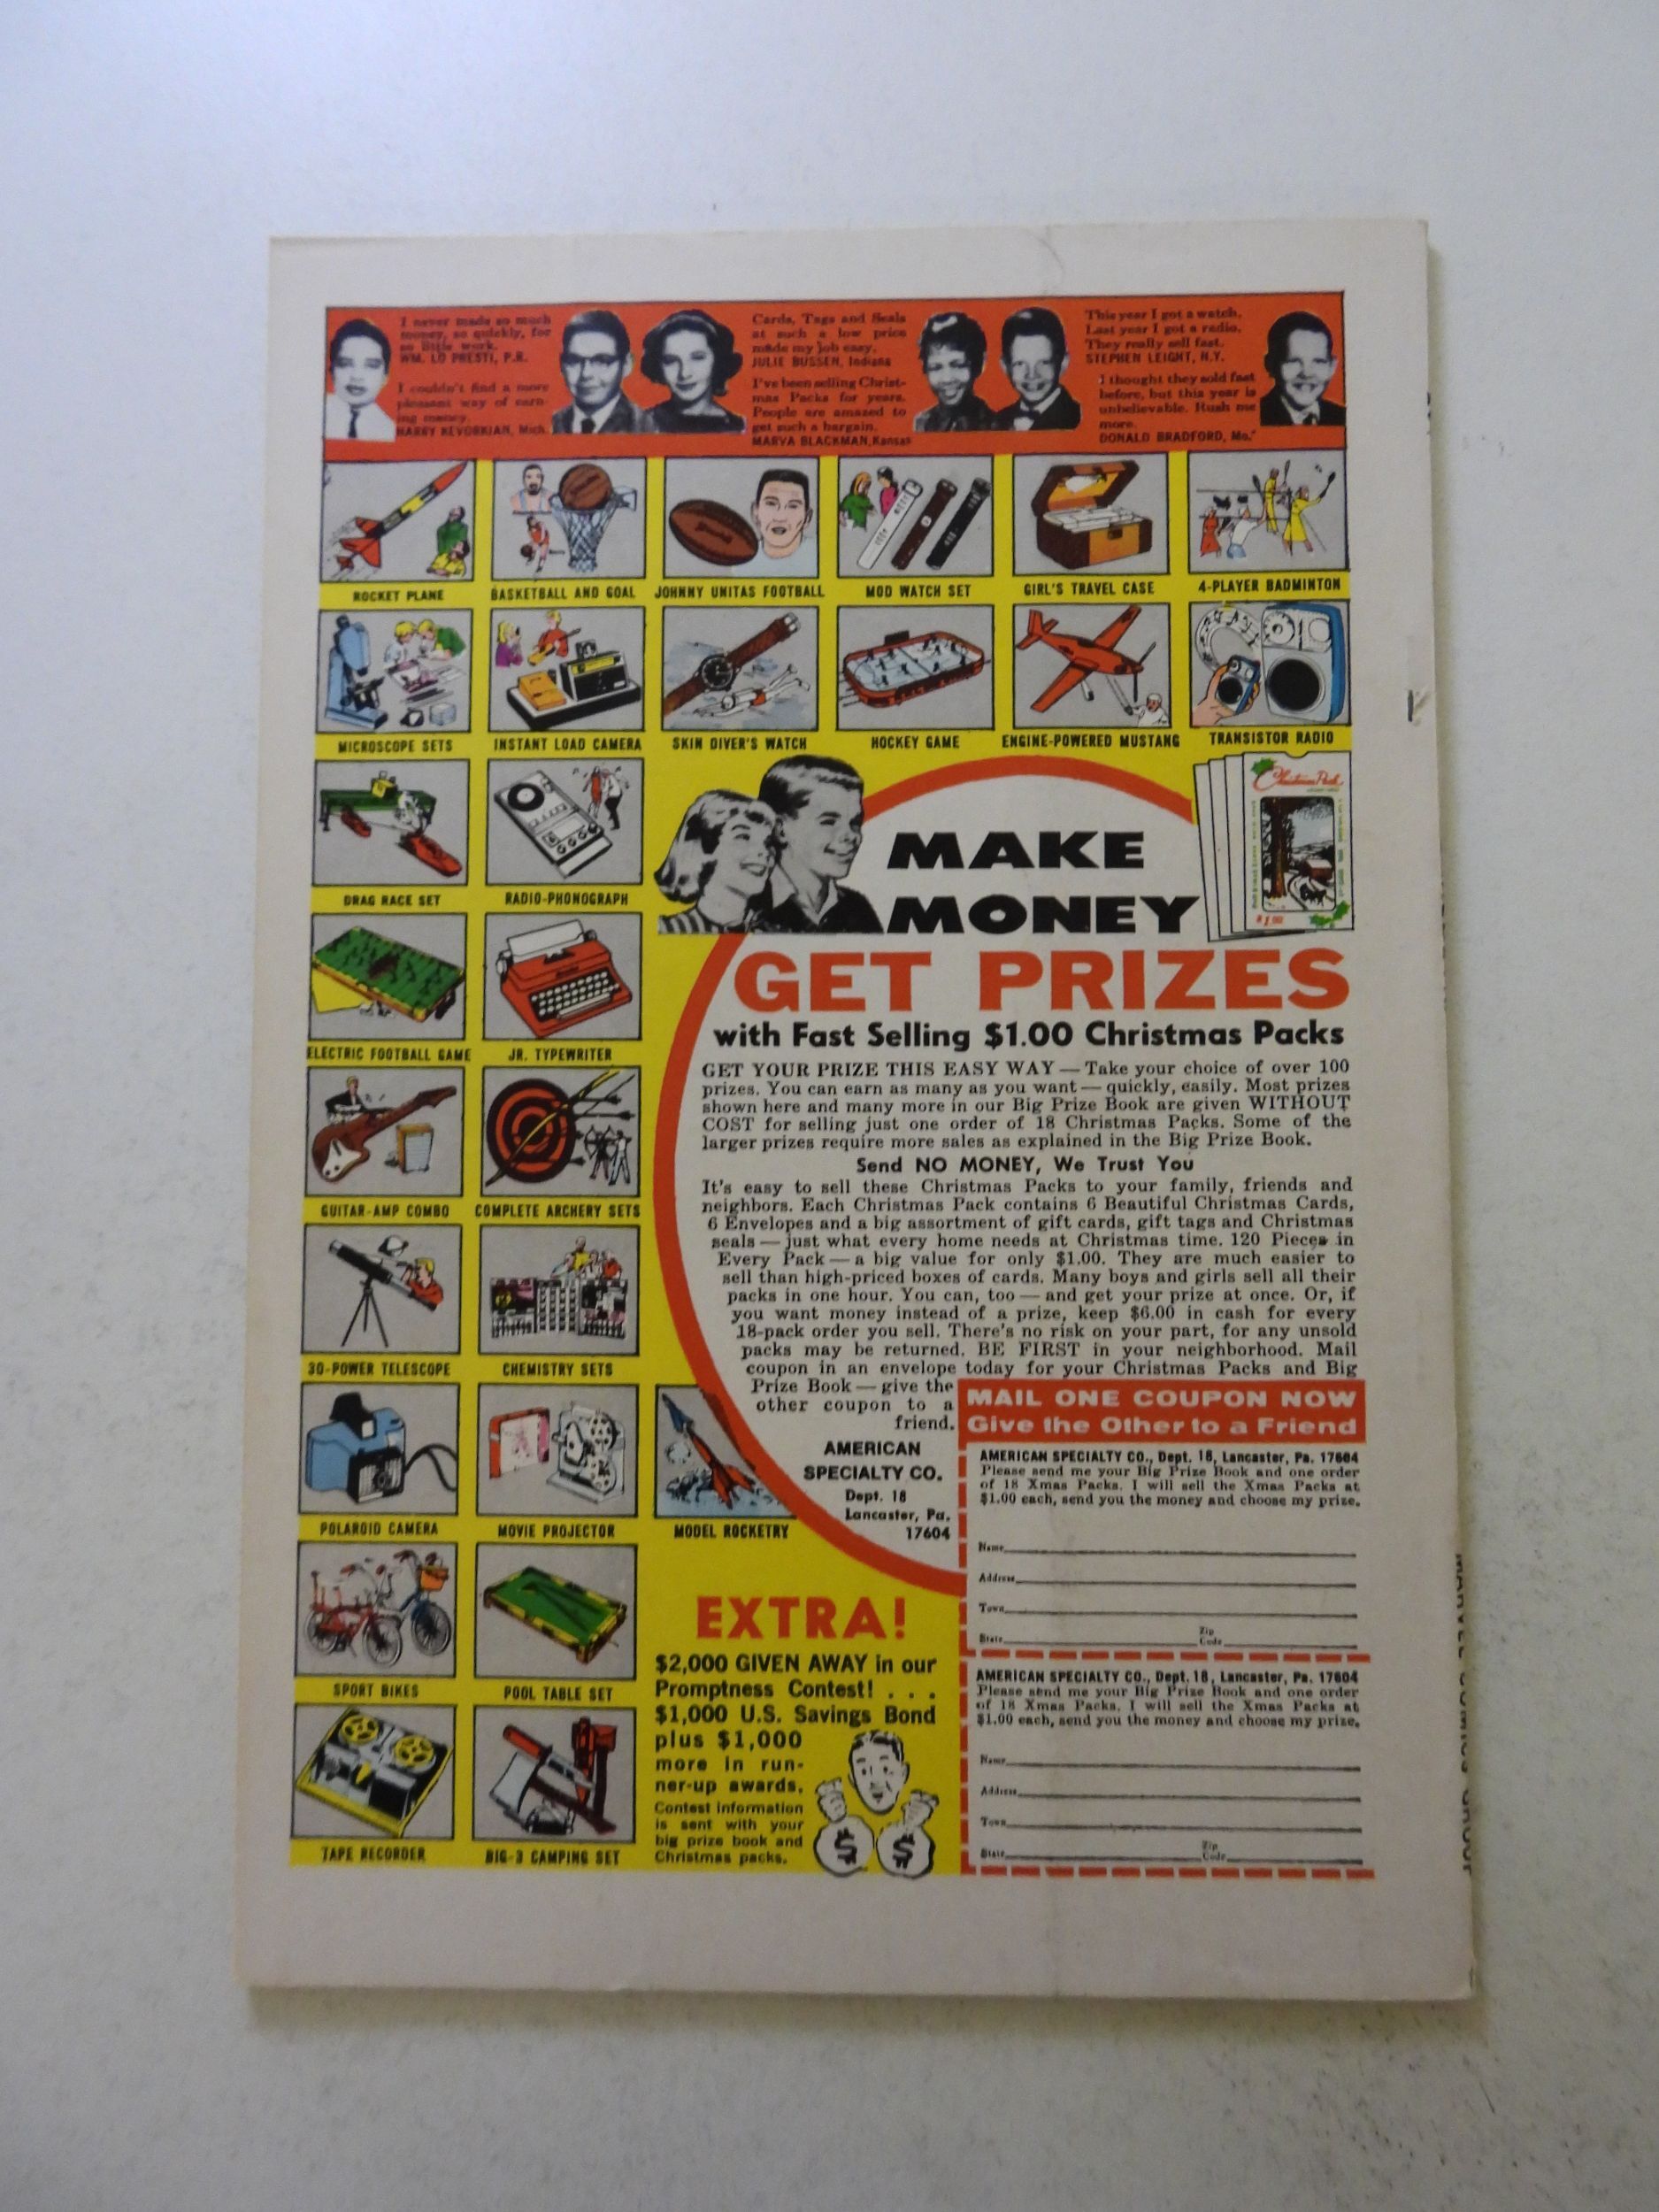 I never made so much
money, so quickly, for
so little work.
WM. LO PRESTI, P.R.
I couldn't find a more
pleasant way of earn-
ing money.
HARRY KEVORKIAN, Mich.
Cards, Tags and Seals
at such a low price
made my job easy.
JULIE BUSSEN, Indiana
I've been selling Christ-
mas Packs for years.
People are amazed to
get such a bargain.
MARVA BLACKMAN, Kansas
This year I got a watch.
Last year I got a radio.
They really sell fast.
STEPHEN LEIGHT, N.Y.
I thought they sold fast
before, but this year is
unbelievable. Rush me
more.
DONALD BRADFORD, Mo.
ROCKET PLANE
BASKETBALL AND GOAL
JOHNNY UNITAS FOOTBALL
MOD WATCH SET
GIRL'S TRAVEL CASE
4-PLAYER BADMINTON
MICROSCOPE SETS
INSTANT LOAD CAMERA
SKIN DIVER'S WATCH
HOCKEY GAME
ENGINE-POWERED MUSTANG
TRANSISTOR RADIO
DRAG RACE SET
RADIO-PHONOGRAPH
ELECTRIC FOOTBALL GAME
JR. TYPEWRITER
GUITAR-AMP COMBO
COMPLETE ARCHERY SETS
30-POWER TELESCOPE
CHEMISTRY SETS
POLAROID CAMERA
MOVIE PROJECTOR
MODEL ROCKETRY
SPORT BIKES
POOL TABLE SET
TAPE RECORDER
BIG-3 CAMPING SET
Christmas Pack
$1.00
MAKE
MONEY
GET PRIZES
with Fast Selling $1.00 Christmas Packs
GET YOUR PRIZE THIS EASY WAY — Take your choice of over 100
prizes. You can earn as many as you want — quickly, easily. Most prizes
shown here and many more in our Big Prize Book are given WITHOUT
COST for selling just one order of 18 Christmas Packs. Some of the
larger prizes require more sales as explained in the Big Prize Book.
Send NO MONEY, We Trust You
It's easy to sell these Christmas Packs to your family, friends and
neighbors. Each Christmas Pack contains 6 Beautiful Christmas Cards,
6 Envelopes and a big assortment of gift cards, gift tags and Christmas
seals — just what every home needs at Christmas time. 120 Pieces in
Every Pack — a big value for only $1.00. They are much easier to
sell than high-priced boxes of cards. Many boys and girls sell all their
packs in one hour. You can, too — and get your prize at once. Or, if
you want money instead of a prize, keep $6.00 in cash for every
18-pack order you sell. There's no risk on your part, for any unsold
packs may be returned. BE FIRST in your neighborhood. Mail
coupon in an envelope today for your Christmas Packs and Big
Prize Book — give the
other coupon to a
friend.
AMERICAN
SPECIALTY CO.
Dept. 18
Lancaster, Pa.
17604
EXTRA!
$2,000 GIVEN AWAY in our
Promptness Contest! . . .
$1,000 U.S. Savings Bond
plus $1,000
more in run-
ner-up awards.
Contest information
is sent with your
big prize book and
Christmas packs.
$ $
MAIL ONE COUPON NOW
Give the Other to a Friend
AMERICAN SPECIALTY CO., Dept. 18, Lancaster, Pa. 17604
Please send me your Big Prize Book and one order
of 18 Xmas Packs. I will sell the Xmas Packs at
$1.00 each, send you the money and choose my prize.
Name
Address
Town
State Zip Code
AMERICAN SPECIALTY CO., Dept. 18, Lancaster, Pa. 17604
Please send me your Big Prize Book and one order
of 18 Xmas Packs. I will sell the Xmas Packs at
$1.00 each, send you the money and choose my prize.
Name
Address
Town
State Zip Code
MARVEL COMICS GROUP